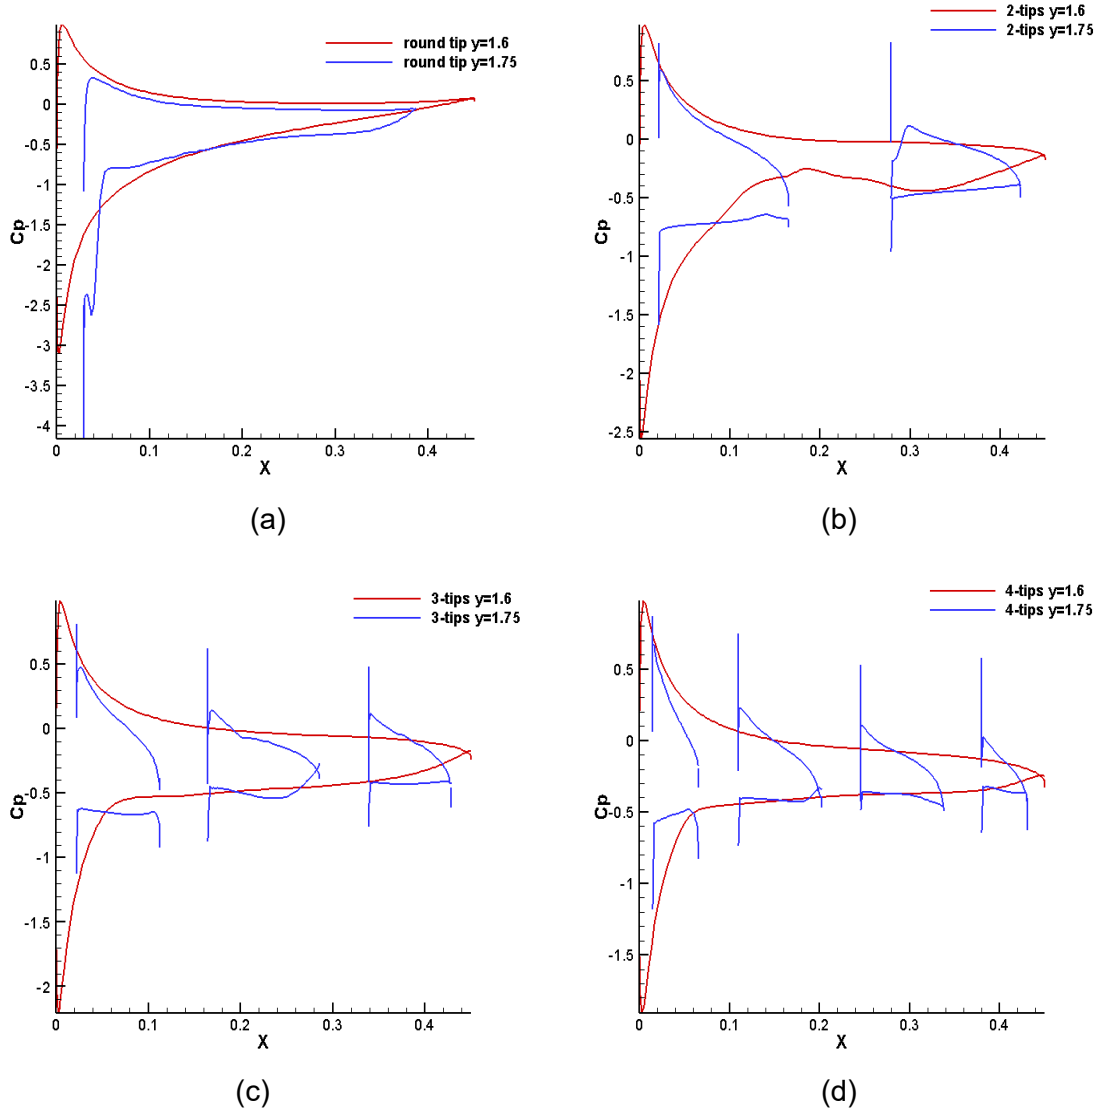 round tip y=1.6
round tip y=1.75
0.5
0
-0.5
-1
-1.5
-2
-2.5
-3
-3.5
-4
Cp
0
0.1
0.2
0.3
0.4
X
(a)
2-tips y=1.6
2-tips y=1.75
0.5
0
-0.5
-1
-1.5
-2
-2.5
Cp
0
0.1
0.2
0.3
0.4
X
(b)
3-tips y=1.6
3-tips y=1.75
0.5
0
-0.5
-1
-1.5
-2
Cp
0
0.1
0.2
0.3
0.4
X
(c)
4-tips y=1.6
4-tips y=1.75
0.5
0
-0.5
-1
-1.5
Cp
0
0.1
0.2
0.3
0.4
X
(d)